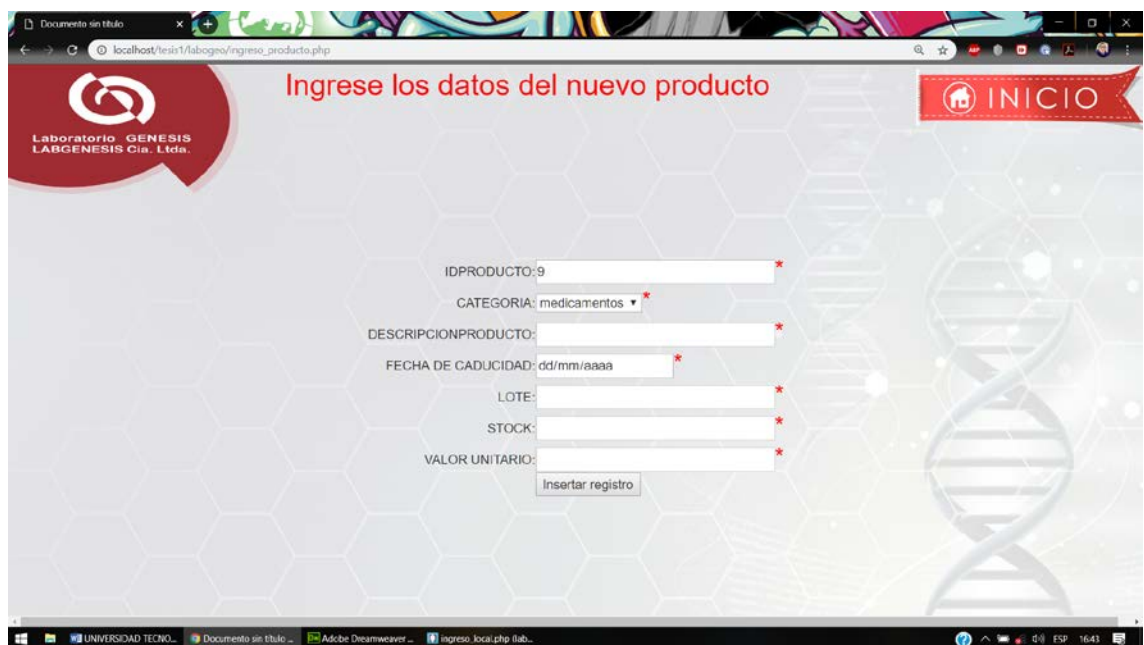 Documento sin título
localhost/tesis1/labogeo/ingreso_producto.php
Ingrese los datos del nuevo producto
INICIO
Laboratorio GENESIS
LABGENESIS Cia. Ltda.
IDPRODUCTO: 9 *
CATEGORIA: medicamentos *
DESCRIPCIONPRODUCTO: *
FECHA DE CADUCIDAD: dd/mm/aaaa *
LOTE: *
STOCK: *
VALOR UNITARIO: *
Insertar registro
UNIVERSIDAD TECNO... Documento sin título ... Adobe Dreamweaver ... ingreso_local.php (lab... ESP 16:43